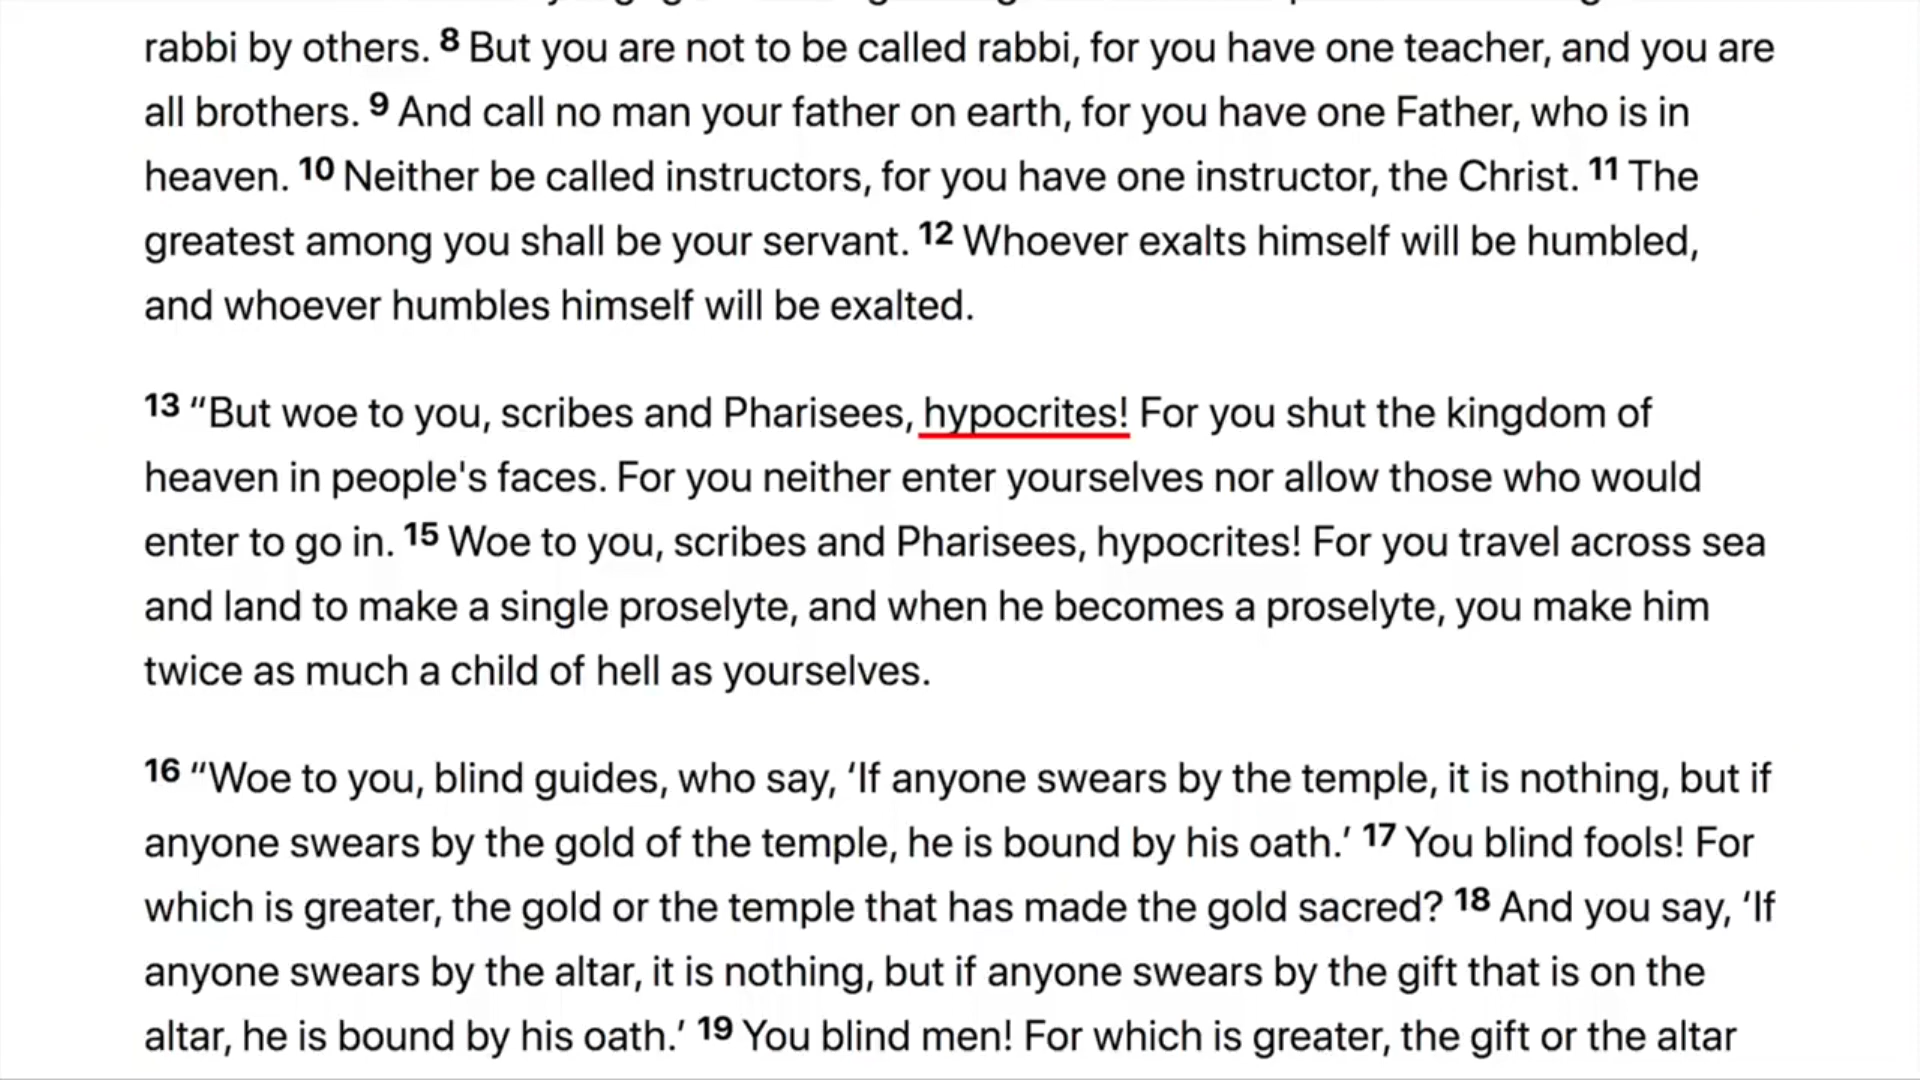 rabbi by others. 8 But you are not to be called rabbi, for you have one teacher, and you are
all brothers. 9 And call no man your father on earth, for you have one Father, who is in
heaven. 10 Neither be called instructors, for you have one instructor, the Christ. 11 The
greatest among you shall be your servant. 12 Whoever exalts himself will be humbled,
and whoever humbles himself will be exalted.
13 “But woe to you, scribes and Pharisees, hypocrites! For you shut the kingdom of
heaven in people's faces. For you neither enter yourselves nor allow those who would
enter to go in. 15 Woe to you, scribes and Pharisees, hypocrites! For you travel across sea
and land to make a single proselyte, and when he becomes a proselyte, you make him
twice as much a child of hell as yourselves.
16 “Woe to you, blind guides, who say, ‘If anyone swears by the temple, it is nothing, but if
anyone swears by the gold of the temple, he is bound by his oath.’ 17 You blind fools! For
which is greater, the gold or the temple that has made the gold sacred? 18 And you say, ‘If
anyone swears by the altar, it is nothing, but if anyone swears by the gift that is on the
altar, he is bound by his oath.’ 19 You blind men! For which is greater, the gift or the altar